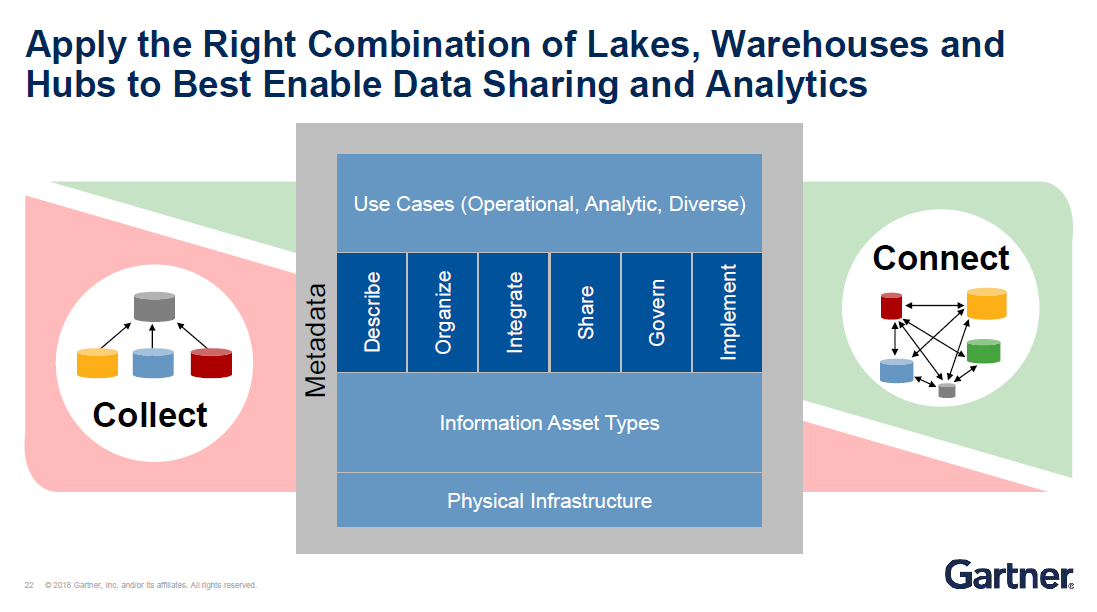 Apply the Right Combination of Lakes, Warehouses and
Hubs to Best Enable Data Sharing and Analytics
Collect
Metadata
Use Cases (Operational, Analytic, Diverse)
Describe
Organize
Integrate
Share
Govern
Implement
Information Asset Types
Physical Infrastructure
Connect
22 © 2018 Gartner, Inc. and/or its affiliates. All rights reserved.
Gartner®